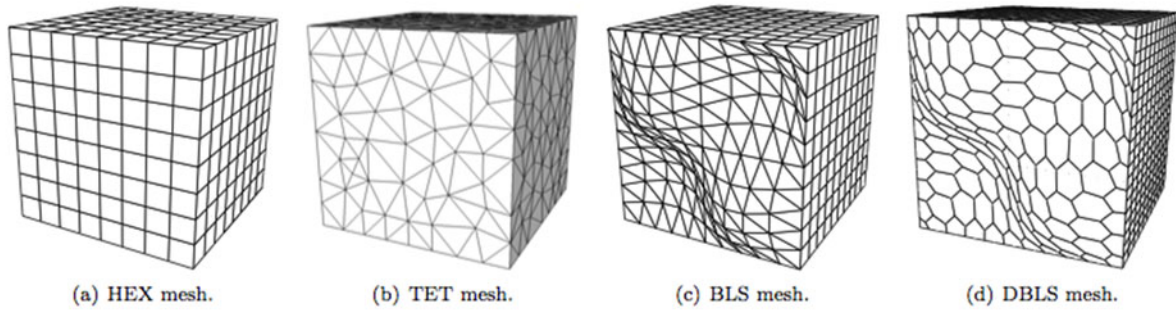 (a) HEX mesh.
(b) TET mesh.
(c) BLS mesh.
(d) DBLS mesh.